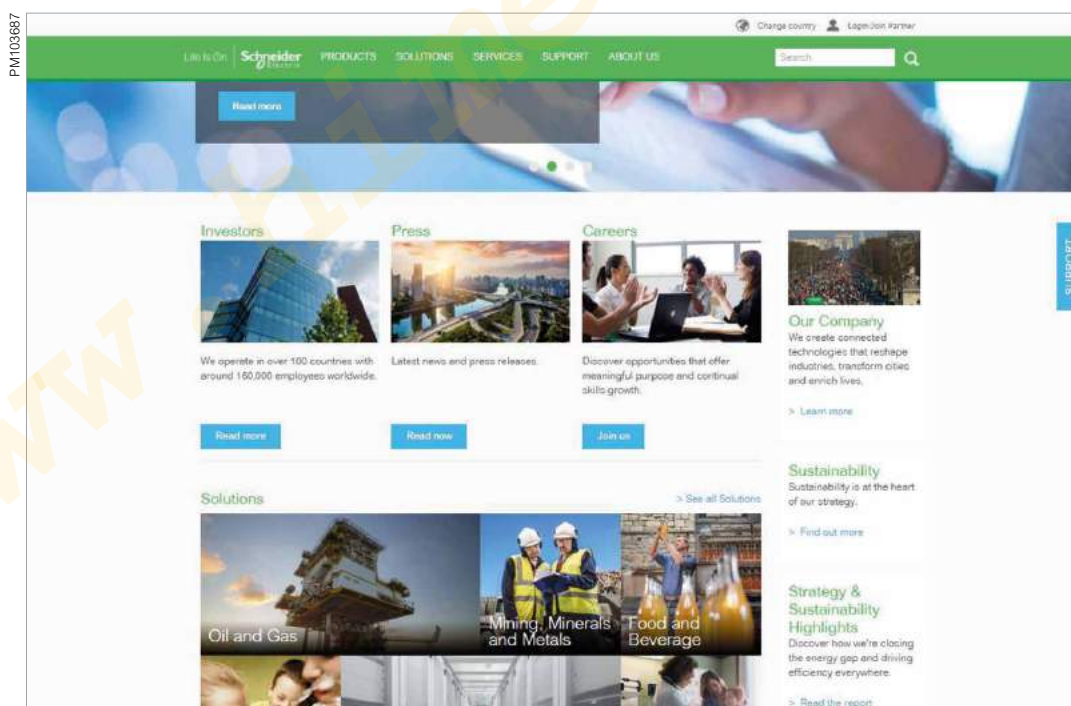 PM103687
Change country
Login/Join Partner
Life Is On | Schneider Electric
PRODUCTS
SOLUTIONS
SERVICES
SUPPORT
ABOUT US
Search
Read more
SUPPORT
Investors
We operate in over 100 countries with
around 160,000 employees worldwide.
Read more
Press
Latest news and press releases.
Read now
Careers
Discover opportunities that offer
meaningful purpose and continual
skills growth.
Join us
Our Company
We create connected
technologies that reshape
industries, transform cities
and enrich lives.
> Learn more
Solutions
> See all Solutions
Oil and Gas
Mining, Minerals
and Metals
Food and
Beverage
Sustainability
Sustainability is at the heart
of our strategy.
> Find out more
Strategy &
Sustainability
Highlights
Discover how we're closing
the energy gap and driving
efficiency everywhere.
> Read the report